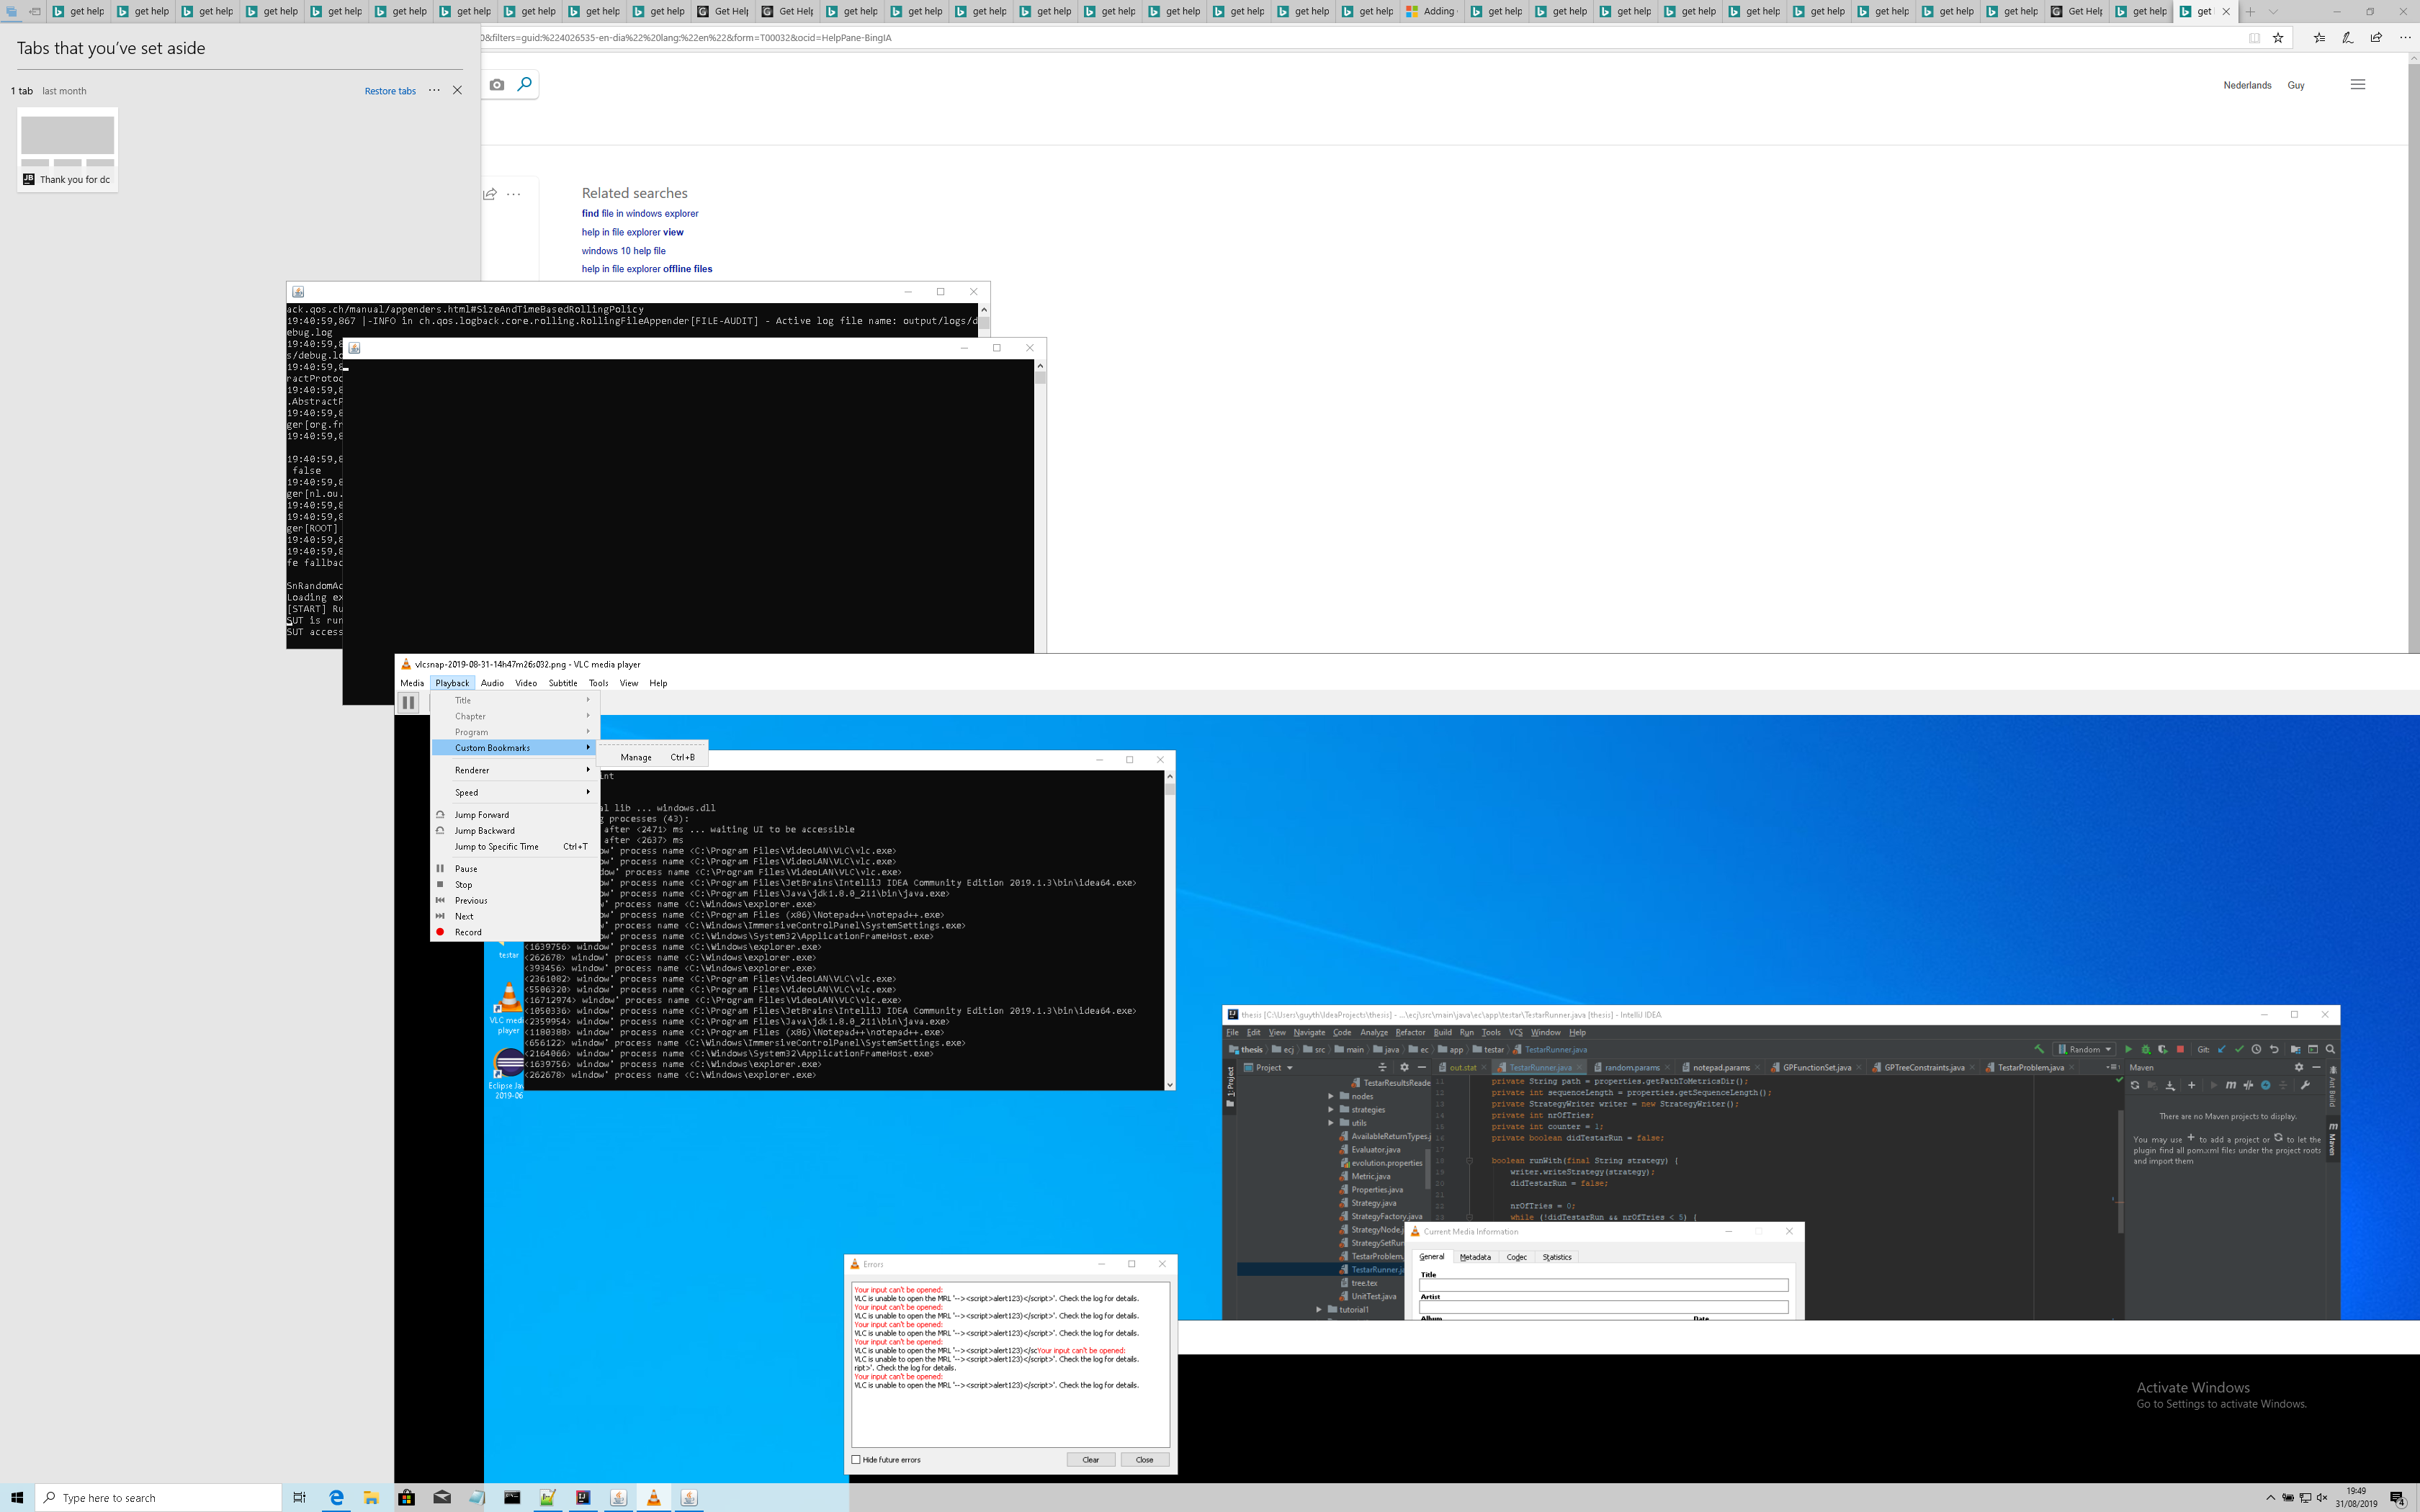 get help
get help
get help
get help
get help
get help
get help
get help
get help
get help
Get Help
Get Help
get help
get help
get help
get help
get help
get help
get help
get help
get help
Adding
get help
get help
get help
get help
get help
get help
get help
get help
get help
Get Help
get help
get
Tabs that you've set aside
0&filters=guid:%224026535-en-dia%22%20lang:%22en%22&form=T00032&ocid=HelpPane-BingIA
1 tab last month Restore tabs
Thank you for dc
Nederlands Guy
Related searches
find file in windows explorer
help in file explorer view
windows 10 help file
help in file explorer offline files
ack.qos.ch/manual/appenders.html#SizeAndTimeBasedRollingPolicy
19:40:59,867 |-INFO in ch.qos.logback.core.rolling.RollingFileAppender[FILE-AUDIT] - Active log file name: output/logs/d
ebug.log
19:40:59,8
s/debug.lo
19:40:59,8
ractProtoc
19:40:59,8
.AbstractP
19:40:59,8
ger[org.fr
19:40:59,8
19:40:59,8
false
19:40:59,8
ger[nl.ou.
19:40:59,8
19:40:59,8
ger[ROOT]
19:40:59,8
19:40:59,8
fe fallbac
SnRandomAc
Loading ex
[START] Ru
SUT is run
SUT access
vlcsnap-2019-08-31-14h47m26s032.png - VLC media player
Media Playback Audio Video Subtitle Tools View Help
Title
Chapter
Program
Custom Bookmarks
Manage Ctrl+B
Renderer
Speed
Jump Forward
Jump Backward
Jump to Specific Time Ctrl+T
Pause
Stop
Previous
Next
Record
int
al lib ... windows.dll
g processes (43):
after <2471> ms ... waiting UI to be accessible
after <2637> ms
ow' process name <C:\Program Files\VideoLAN\VLC\vlc.exe>
ow' process name <C:\Program Files\VideoLAN\VLC\vlc.exe>
dow' process name <C:\Program Files\VideoLAN\VLC\vlc.exe>
ow' process name <C:\Program Files\JetBrains\IntelliJ IDEA Community Edition 2019.1.3\bin\idea64.exe>
ow' process name <C:\Program Files\Java\jdk1.8.0_211\bin\java.exe>
ow' process name <C:\Windows\explorer.exe>
ow' process name <C:\Program Files (x86)\Notepad++\notepad++.exe>
w' process name <C:\Windows\ImmersiveControlPanel\SystemSettings.exe>
ow' process name <C:\Windows\System32\ApplicationFrameHost.exe>
<1639756> window' process name <C:\Windows\explorer.exe>
<262678> window' process name <C:\Windows\explorer.exe>
<393456> window' process name <C:\Windows\explorer.exe>
<2361082> window' process name <C:\Program Files\VideoLAN\VLC\vlc.exe>
<5506320> window' process name <C:\Program Files\VideoLAN\VLC\vlc.exe>
<16712974> window' process name <C:\Program Files\VideoLAN\VLC\vlc.exe>
<1050336> window' process name <C:\Program Files\JetBrains\IntelliJ IDEA Community Edition 2019.1.3\bin\idea64.exe>
<2359954> window' process name <C:\Program Files\Java\jdk1.8.0_211\bin\java.exe>
<1180388> window' process name <C:\Program Files (x86)\Notepad++\notepad++.exe>
<656122> window' process name <C:\Windows\ImmersiveControlPanel\SystemSettings.exe>
<2164066> window' process name <C:\Windows\System32\ApplicationFrameHost.exe>
<1639756> window' process name <C:\Windows\explorer.exe>
<262678> window' process name <C:\Windows\explorer.exe>
testar
VLC medi
player
Eclipse Jav
2019-06
thesis [C:\Users\guyth\IdeaProjects\thesis] - ...\ecj\src\main\java\ec\app\testar\TestarRunner.java [thesis] - IntelliJ IDEA
File Edit View Navigate Code Analyze Refactor Build Run Tools VCS Window Help
thesis ecj src main java ec app testar TestarRunner.java
Random Git:
1: Project
Project
out.stat TestarRunner.java random.params notepad.params GPFunctionSet.java GPTreeConstraints.java TestarProblem.java
Maven
Ant Build
Maven
TestarResultsReade
nodes
strategies
utils
AvailableReturnTypes.j
Evaluator.java
evolution.properties
Metric.java
Properties.java
Strategy.java
StrategyFactory.java
StrategyNode.j
StrategySetRun
TestarProblem.
TestarRunner.ja
tree.tex
UnitTest.java
tutorial1
11 private String path = properties.getPathToMetricsDir();
12 private int sequenceLength = properties.getSequenceLength();
13 private StrategyWriter writer = new StrategyWriter();
14 private int nrOfTries;
15 private int counter = 1;
16 private boolean didTestarRun = false;
17
18 boolean runWith(final String strategy) {
19 writer.writeStrategy(strategy);
20 didTestarRun = false;
21
22 nrOfTries = 0;
23 while (!didTestarRun && nrOfTries < 5) {
There are no Maven projects to display.
You may use + to add a project or to let the
plugin find all pom.xml files under the project roots
and import them
Current Media Information
General Metadata Codec Statistics
Title
Artist
Album Date
Errors
Your input can't be opened:
VLC is unable to open the MRL '--><script>alert123)</script>'. Check the log for details.
Your input can't be opened:
VLC is unable to open the MRL '--><script>alert123)</script>'. Check the log for details.
Your input can't be opened:
VLC is unable to open the MRL '--><script>alert123)</script>'. Check the log for details.
Your input can't be opened:
VLC is unable to open the MRL '--><script>alert123)</scYour input can't be opened:
VLC is unable to open the MRL '--><script>alert123)</script>'. Check the log for details.
ript>'. Check the log for details.
Your input can't be opened:
VLC is unable to open the MRL '--><script>alert123)</script>'. Check the log for details.
Hide future errors Clear Close
Activate Windows
Go to Settings to activate Windows.
Type here to search
19:49
31/08/2019
4